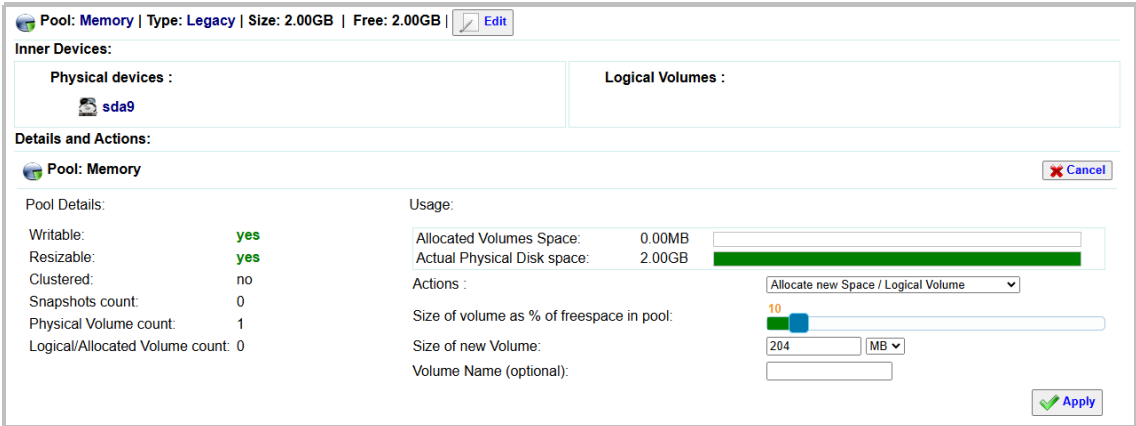 Pool: Memory | Type: Legacy | Size: 2.00GB | Free: 2.00GB | Edit
Inner Devices:
Physical devices : Logical Volumes :
sda9
Details and Actions:
Pool: Memory Cancel
Pool Details: Usage:
Writable: yes Allocated Volumes Space: 0.00MB
Resizable: yes Actual Physical Disk space: 2.00GB
Clustered: no Actions : Allocate new Space / Logical Volume
Snapshots count: 0 10
Physical Volume count: 1 Size of volume as % of freespace in pool:
Logical/Allocated Volume count: 0 Size of new Volume: 204 MB
Volume Name (optional):
Apply